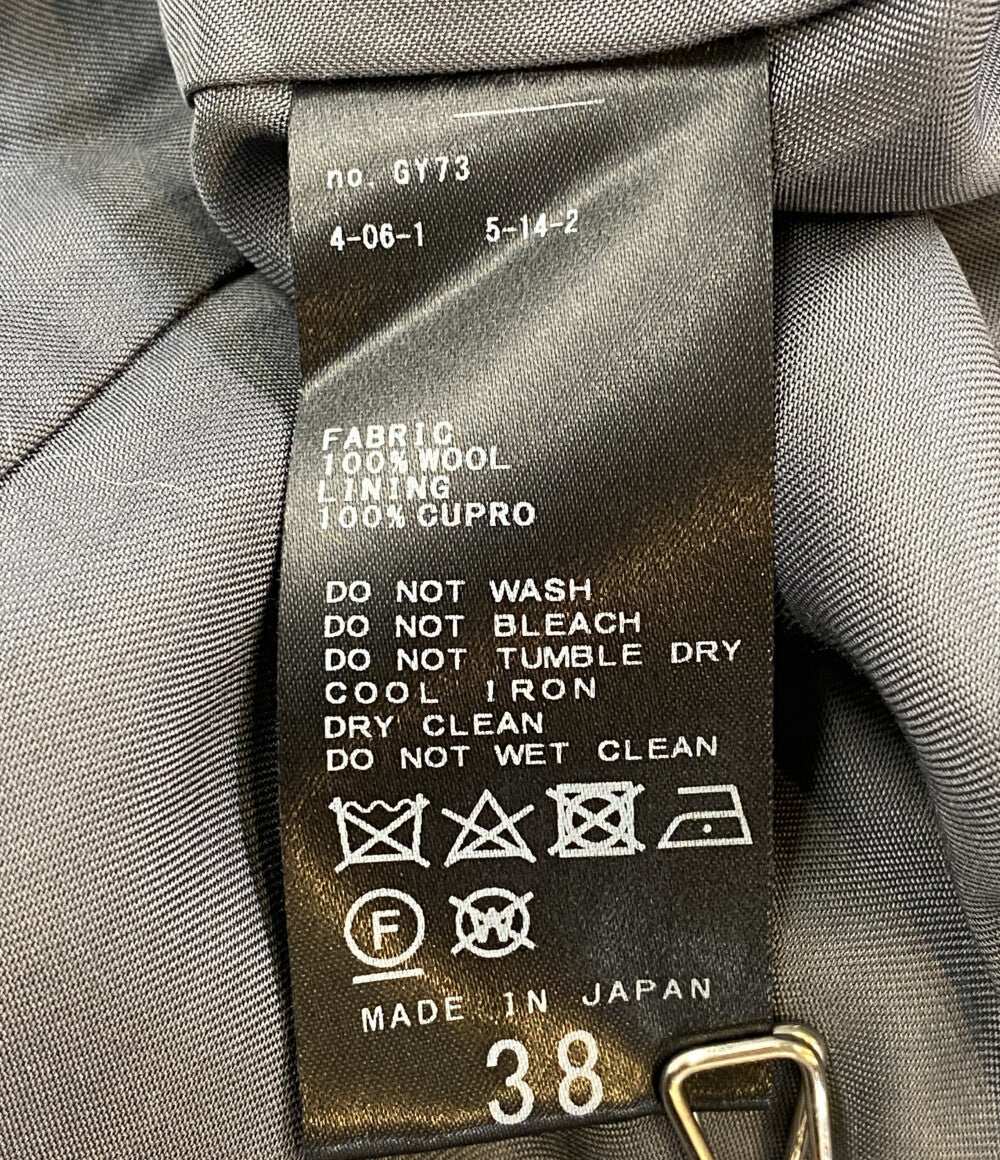 no. GY73
4-06-1 5-14-2
FABRIC
100% WOOL
LINING
100% CUPRO
DO NOT WASH
DO NOT BLEACH
DO NOT TUMBLE DRY
COOL IRON
DRY CLEAN
DO NOT WET CLEAN
F W
MADE IN JAPAN
38